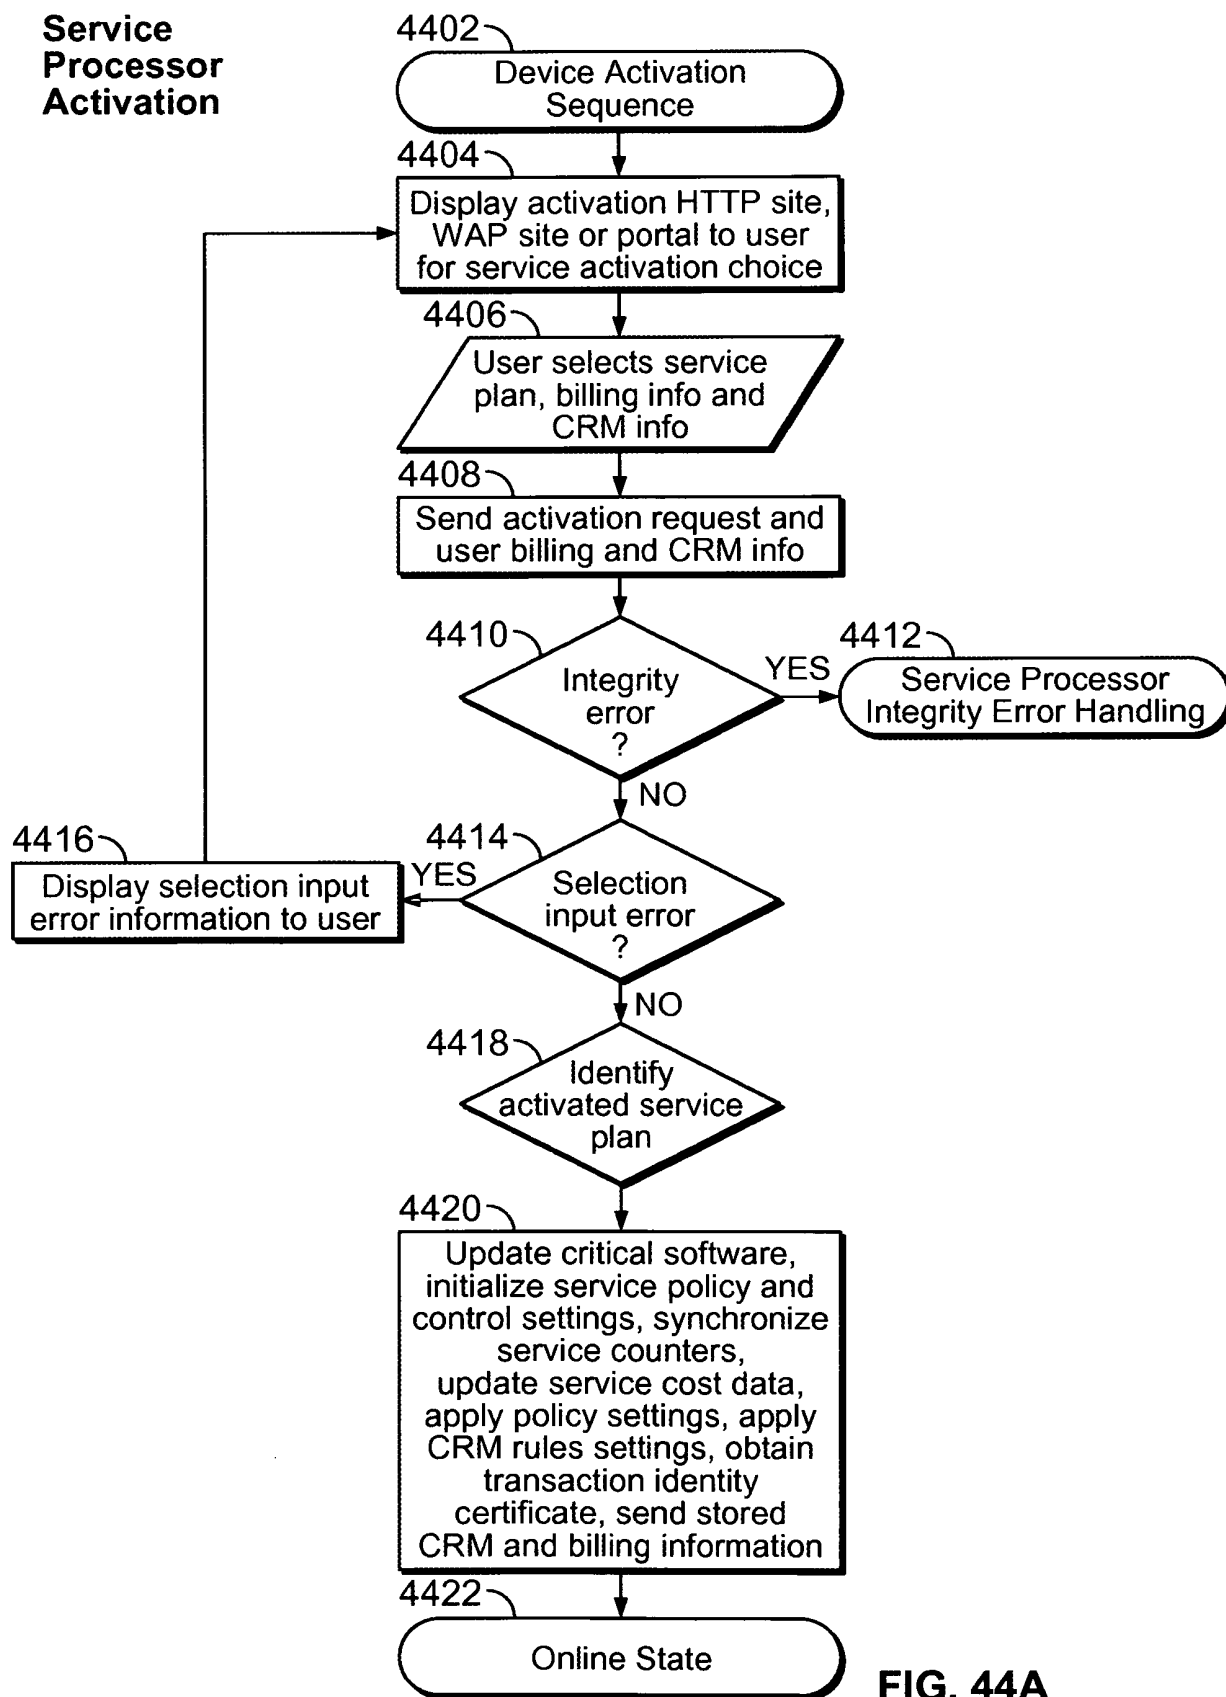 Service
Processor
Activation
4402
Device Activation
Sequence
4404
Display activation HTTP site,
WAP site or portal to user
for service activation choice
4406
User selects service
plan, billing info and
CRM info
4408
Send activation request and
user billing and CRM info
4410
Integrity
error
?
YES
4412
Service Processor
Integrity Error Handling
NO
4414
Selection
input error
?
YES
4416
Display selection input
error information to user
NO
4418
Identify
activated service
plan
4420
Update critical software,
initialize service policy and
control settings, synchronize
service counters,
update service cost data,
apply policy settings, apply
CRM rules settings, obtain
transaction identity
certificate, send stored
CRM and billing information
4422
Online State
FIG. 44A